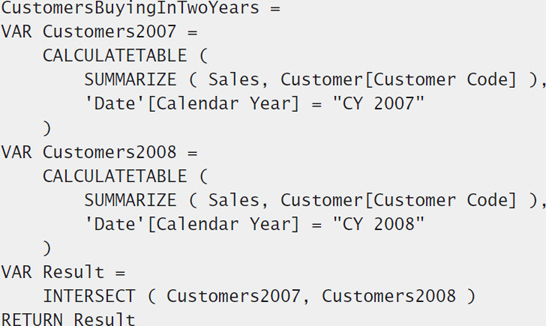 CustomersBuyingInTwoYears =
VAR Customers2007 =
    CALCULATETABLE (
        SUMMARIZE ( Sales, Customer[Customer Code] ),
        'Date'[Calendar Year] = "CY 2007"
    )
VAR Customers2008 =
    CALCULATETABLE (
        SUMMARIZE ( Sales, Customer[Customer Code] ),
        'Date'[Calendar Year] = "CY 2008"
    )
VAR Result =
    INTERSECT ( Customers2007, Customers2008 )
RETURN Result